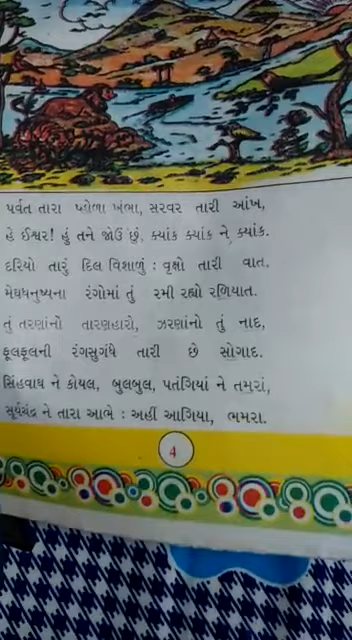 પર્વત તારા પહોળા ખંભા, સરવર તારી આંખ,
હે ઈશ્વર! હું તને જોઉં છું, ક્યાંક ક્યાંક ને ક્યાંક.
દરિયો તારું દિલ વિશાળું : વૃક્ષો તારી વાત.
મેઘધનુષ્યના રંગોમાં તું રમી રહ્યો રળિયાત.
તું તરણાંનો તારણહારો, ઝરણાંનો તું નાદ,
ફૂલફૂલની રંગસુગંધે તારી છે સોગાદ.
સિંહવાઘ ને કોયલ, બુલબુલ, પતંગિયાં ને તમરાં,
સૂર્યચંદ્ર ને તારા આભે : અહીં આગિયા, ભમરા.
4